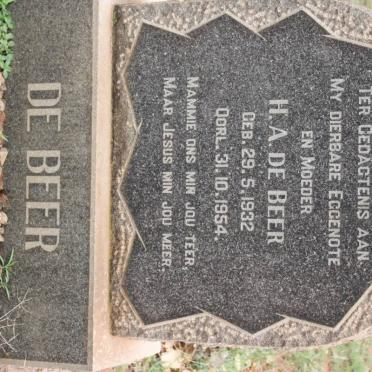 TER GEDAGTENIS AAN
MY DIERBARE EGGENOTE
EN MOEDER
H.A. DE BEER
GEB. 29.5.1932
OORL. 31.10.1954.
MAMMIE ONS MIN JOU TEER,
MAAR JESUS MIN JOU MEER.
DE BEER